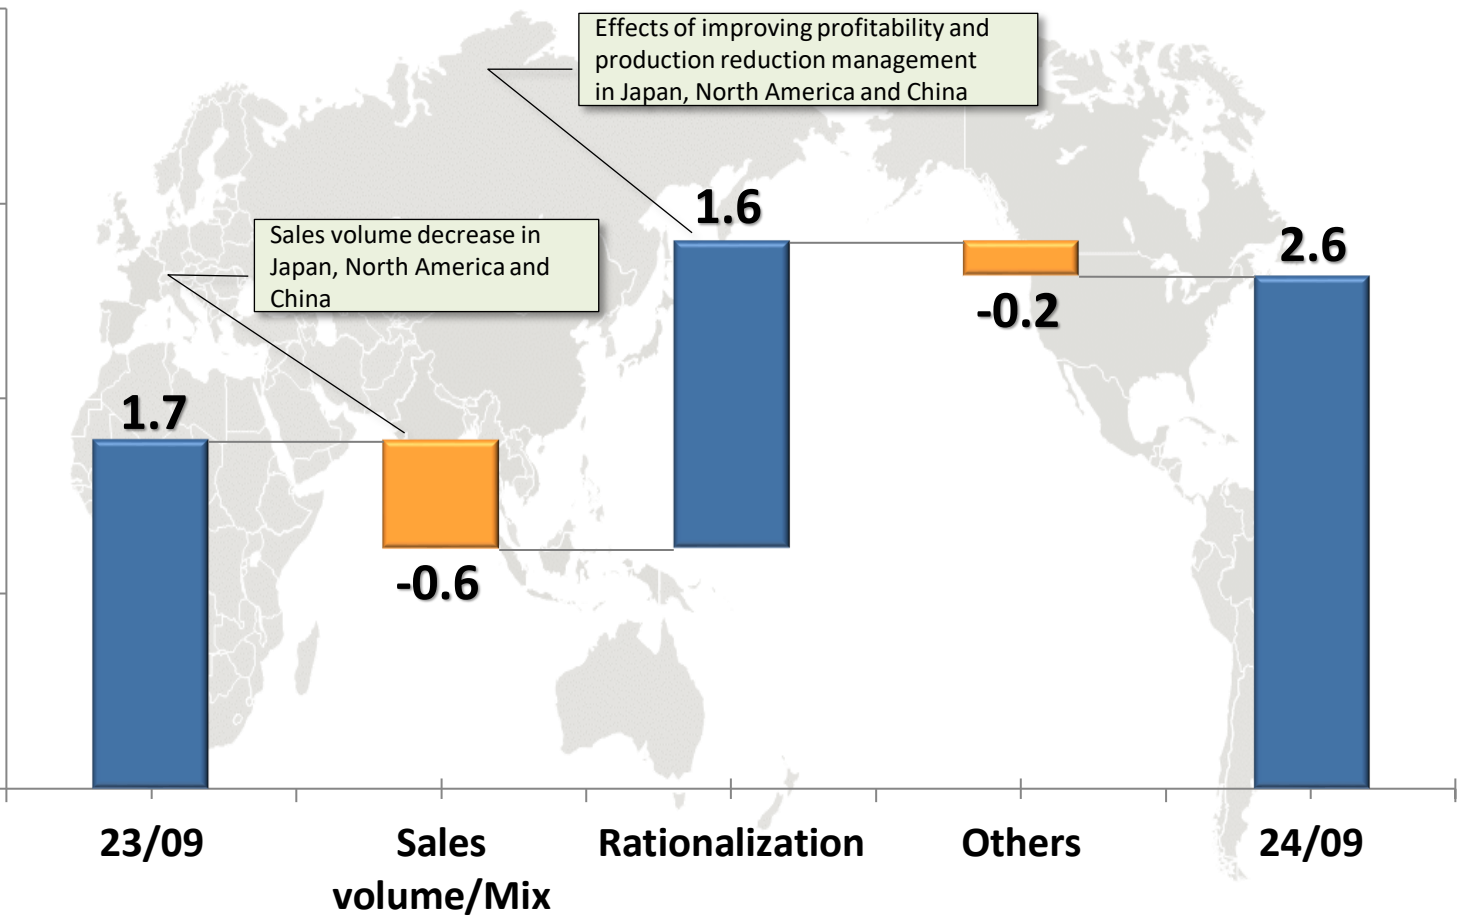 Effects of improving profitability and
production reduction management
in Japan, North America and China
Sales volume decrease in
Japan, North America and
China
1.7
-0.6
1.6
-0.2
2.6
23/09
Sales
volume/Mix
Rationalization
Others
24/09